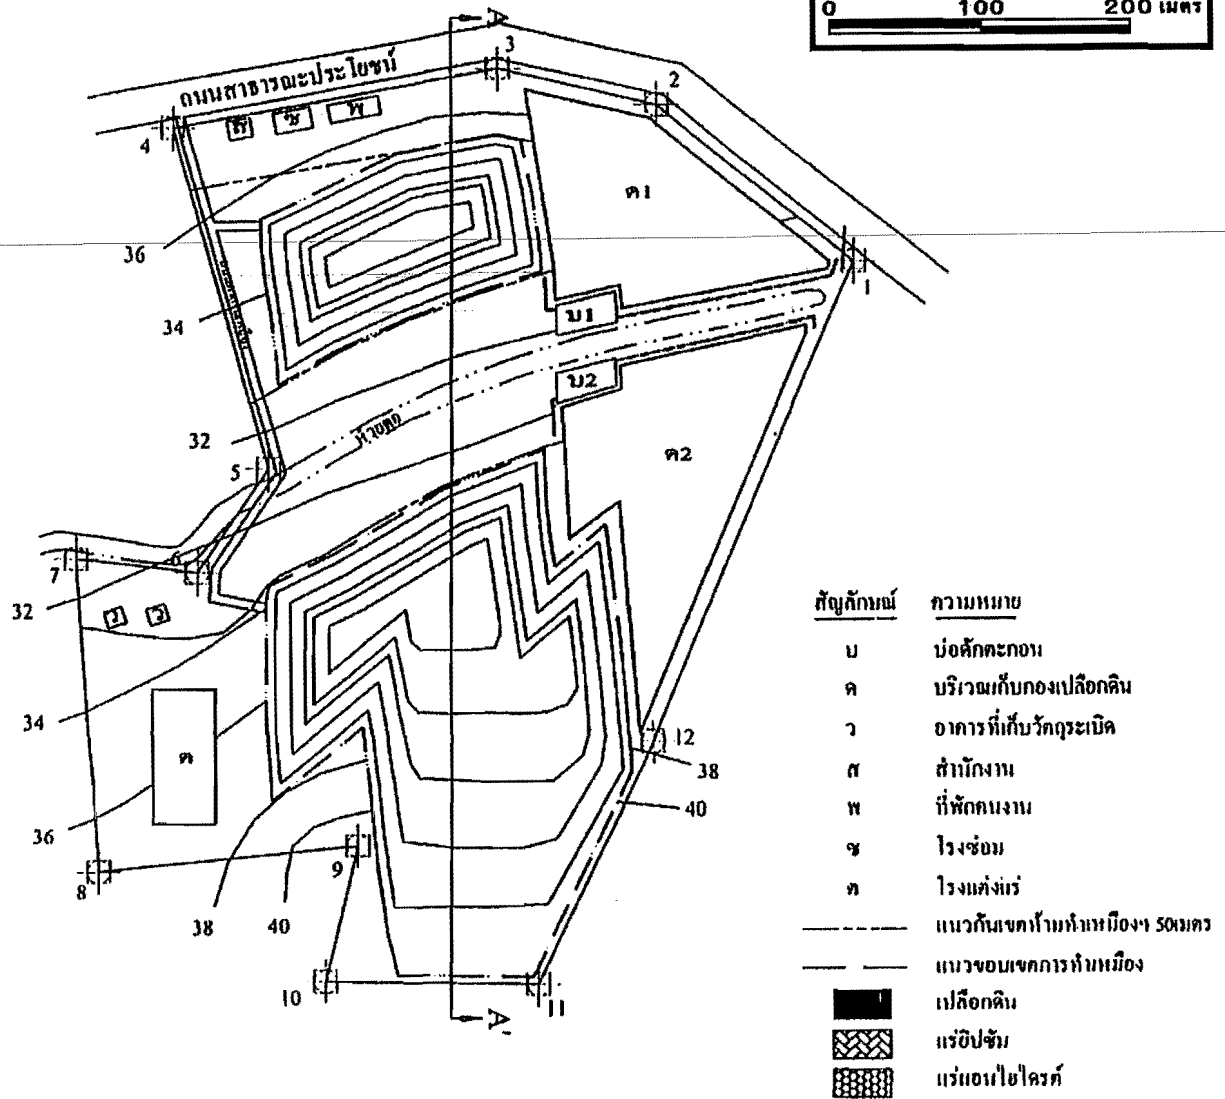 0 100 200 เมตร
A
3
2
ถนนสาธารณะประโยชน์
ส ซ พ
4
ค1
36
1
34
บ1
บ2
32
ห้วยคต
ค2
5
7
6
32
ว ว
34
ต
12
38
40
36
9
8
38
40
10
11
A'
สัญลักษณ์ ความหมาย
บ บ่อดักตะกอน
ค บริเวณเก็บกองเปลือกดิน
ว อาคารที่เก็บวัตถุระเบิด
ส สำนักงาน
พ ที่พักคนงาน
ซ โรงซ่อม
ต โรงแต่งแร่
แนวกันเขตห้ามทำเหมืองฯ 50เมตร
แนวขอบเขตการทำเหมือง
เปลือกดิน
แร่ยิปซัม
แร่แอนไฮไดรต์